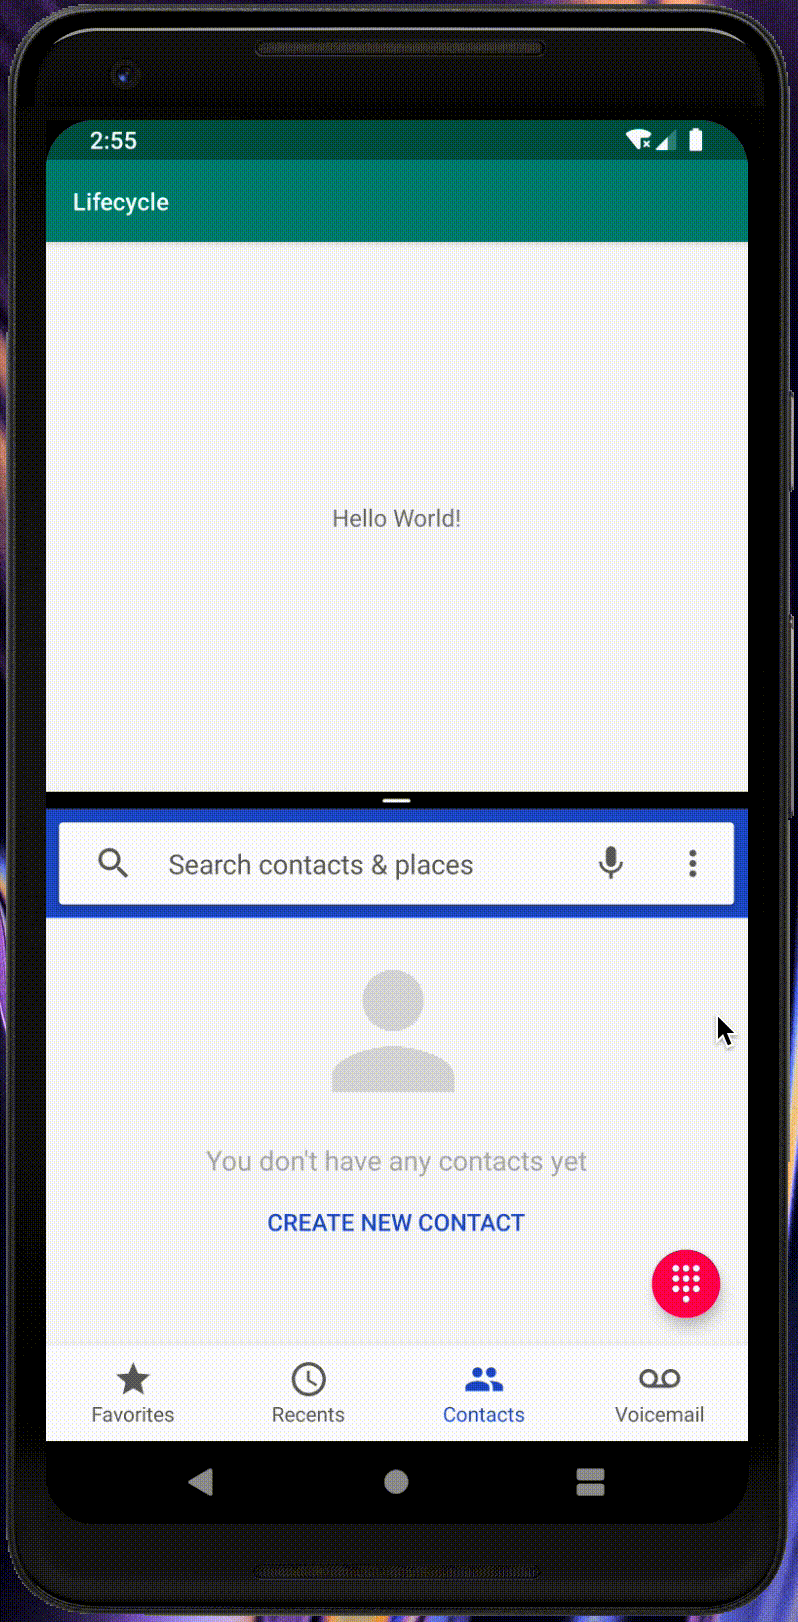 2:55
Lifecycle
Hello World!
Search contacts & places
You don't have any contacts yet
CREATE NEW CONTACT
Favorites
Recents
Contacts
Voicemail